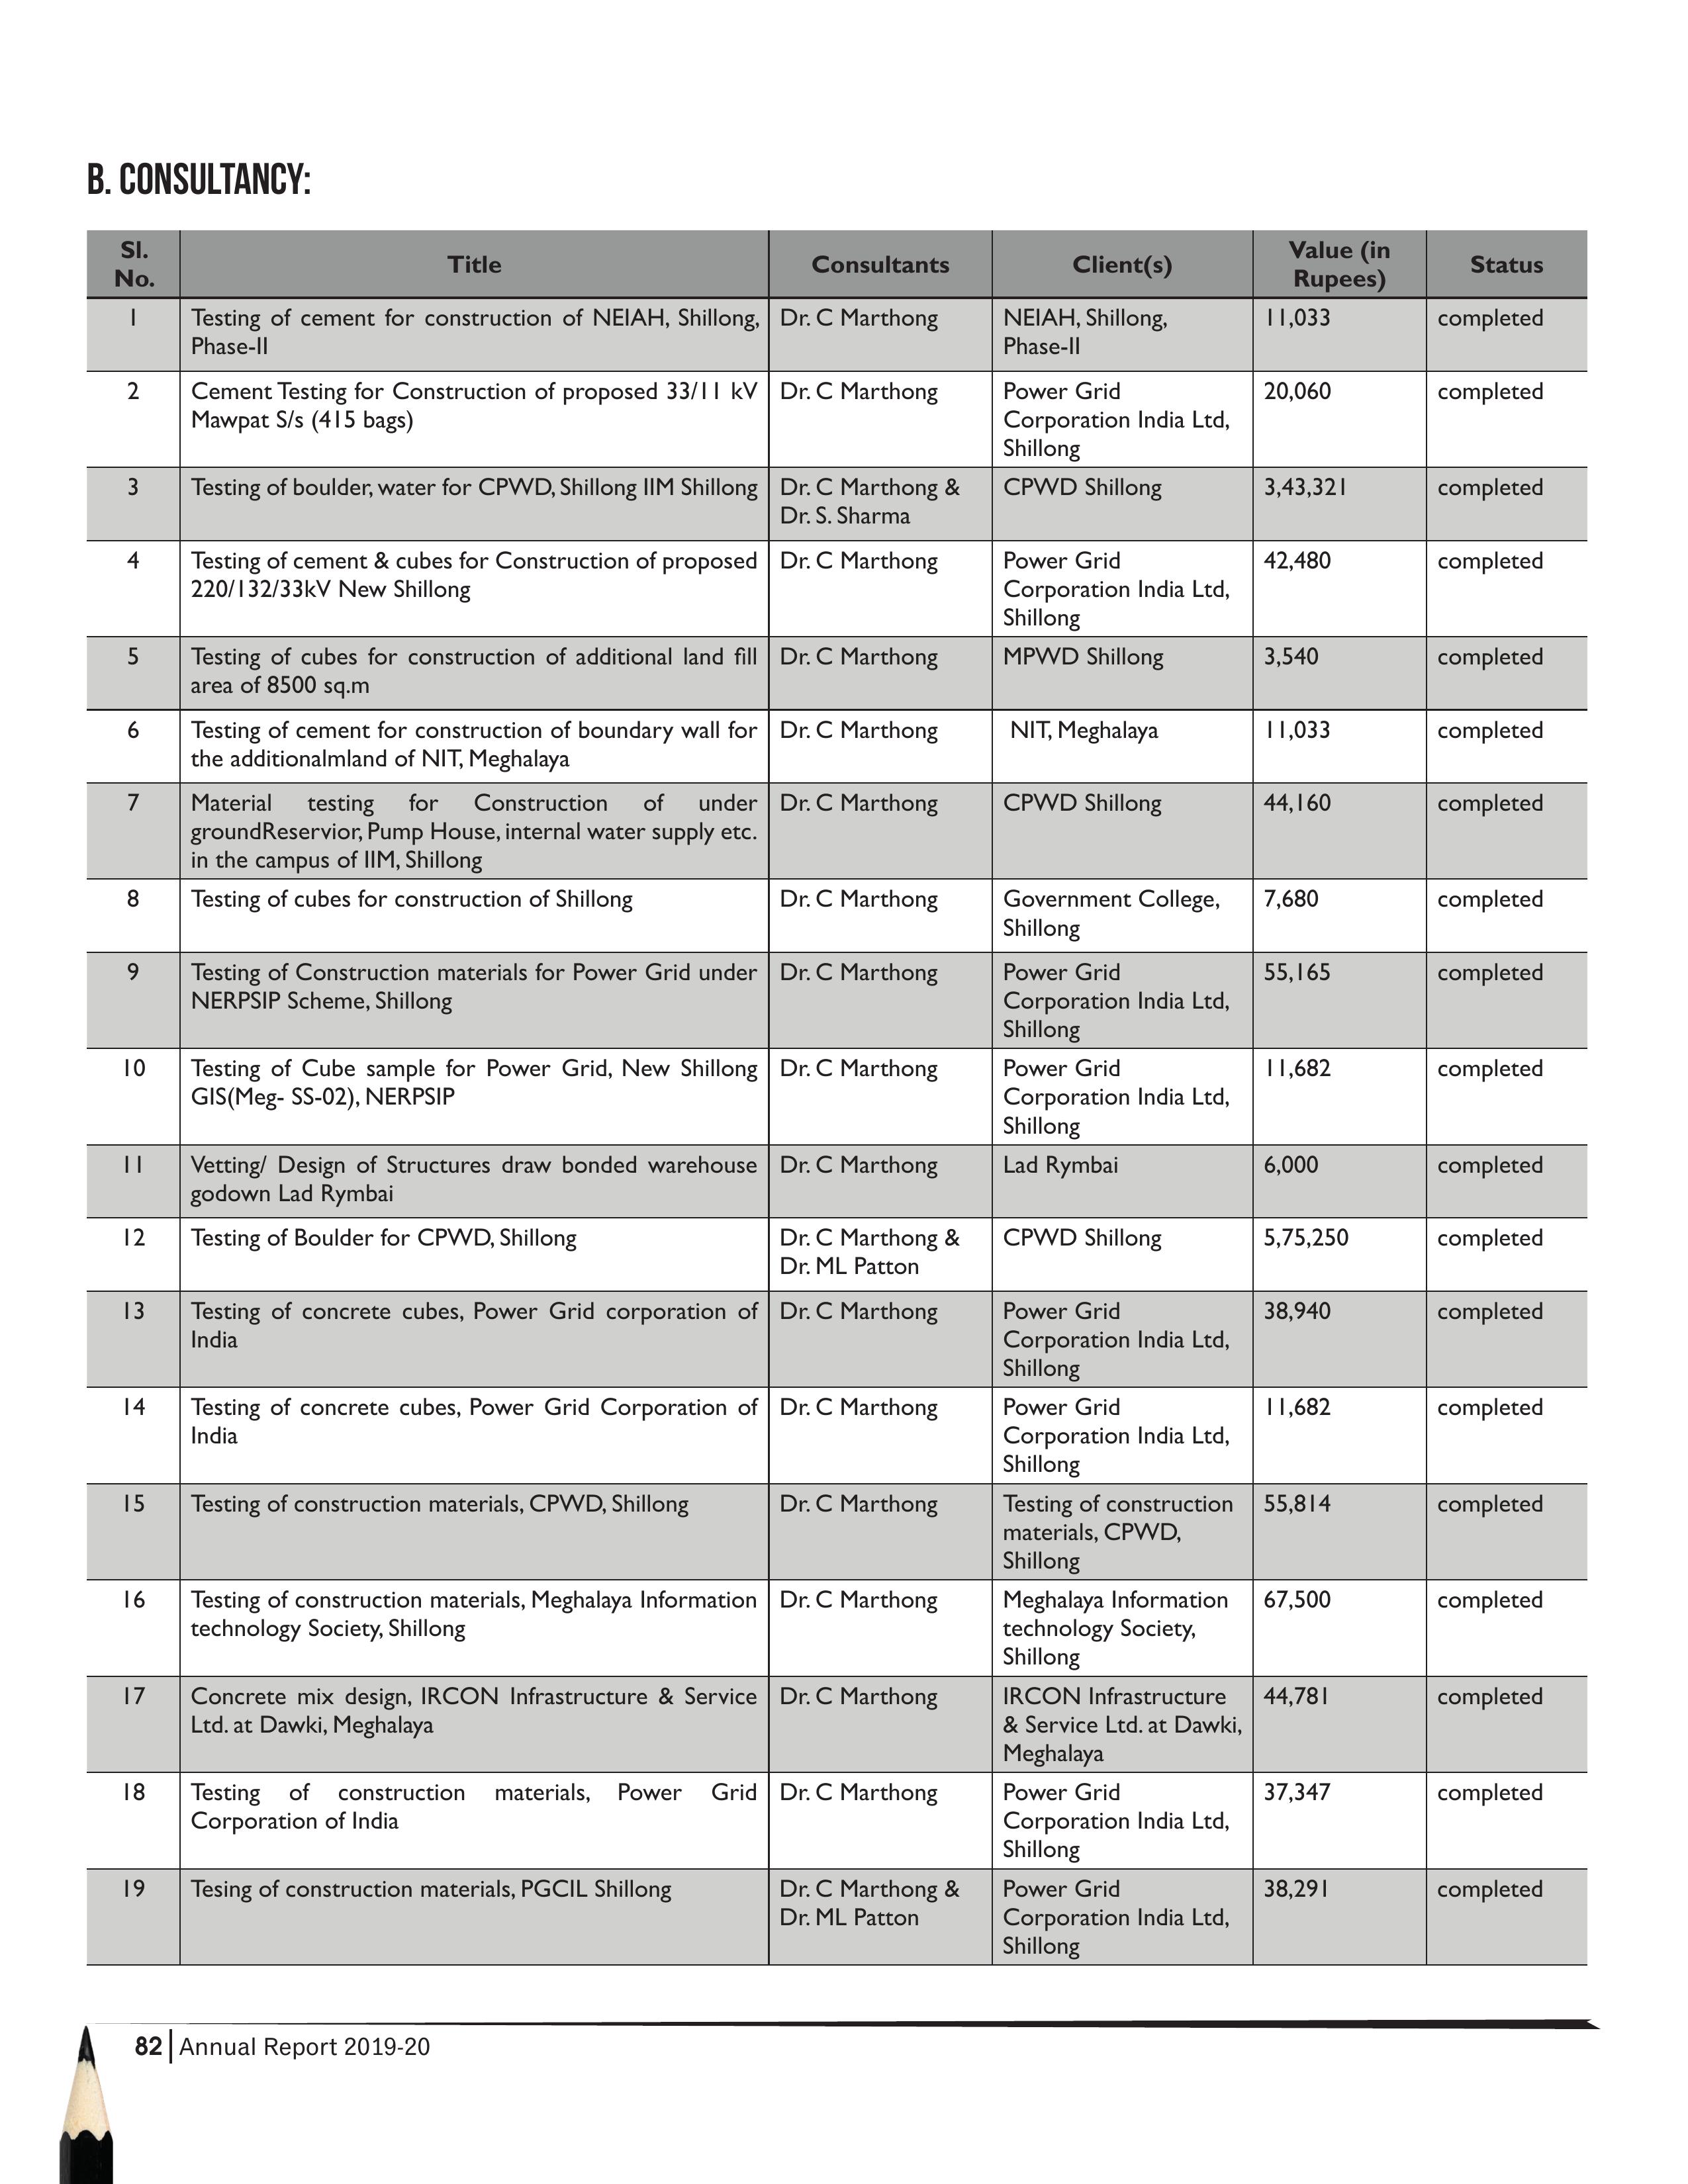 B. CONSULTANCY:
Sl. No. Title Consultants Client(s) Value (in Rupees) Status
1 Testing of cement for construction of NEIAH, Shillong, Dr. C Marthong NEIAH, Shillong, 11,033 completed
Phase-II Phase-II
2 Cement Testing for Construction of proposed 33/11 kV Dr. C Marthong Power Grid 20,060 completed
Mawpat S/s (415 bags) Corporation India Ltd,
Shillong
3 Testing of boulder, water for CPWD, Shillong IIM Shillong Dr. C Marthong & CPWD Shillong 3,43,321 completed
Dr. S. Sharma
4 Testing of cement & cubes for Construction of proposed Dr. C Marthong Power Grid 42,480 completed
220/132/33kV New Shillong Corporation India Ltd,
Shillong
5 Testing of cubes for construction of additional land fill Dr. C Marthong MPWD Shillong 3,540 completed
area of 8500 sq.m
6 Testing of cement for construction of boundary wall for Dr. C Marthong NIT, Meghalaya 11,033 completed
the additionalmland of NIT, Meghalaya
7 Material testing for Construction of under Dr. C Marthong CPWD Shillong 44,160 completed
groundReservior, Pump House, internal water supply etc.
in the campus of IIM, Shillong
8 Testing of cubes for construction of Shillong Dr. C Marthong Government College, 7,680 completed
Shillong
9 Testing of Construction materials for Power Grid under Dr. C Marthong Power Grid 55,165 completed
NERPSIP Scheme, Shillong Corporation India Ltd,
Shillong
10 Testing of Cube sample for Power Grid, New Shillong Dr. C Marthong Power Grid 11,682 completed
GIS(Meg- SS-02), NERPSIP Corporation India Ltd,
Shillong
11 Vetting/ Design of Structures draw bonded warehouse Dr. C Marthong Lad Rymbai 6,000 completed
godown Lad Rymbai
12 Testing of Boulder for CPWD, Shillong Dr. C Marthong & CPWD Shillong 5,75,250 completed
Dr. ML Patton
13 Testing of concrete cubes, Power Grid corporation of Dr. C Marthong Power Grid 38,940 completed
India Corporation India Ltd,
Shillong
14 Testing of concrete cubes, Power Grid Corporation of Dr. C Marthong Power Grid 11,682 completed
India Corporation India Ltd,
Shillong
15 Testing of construction materials, CPWD, Shillong Dr. C Marthong Testing of construction 55,814 completed
materials, CPWD,
Shillong
16 Testing of construction materials, Meghalaya Information Dr. C Marthong Meghalaya Information 67,500 completed
technology Society, Shillong technology Society,
Shillong
17 Concrete mix design, IRCON Infrastructure & Service Dr. C Marthong IRCON Infrastructure 44,781 completed
Ltd. at Dawki, Meghalaya & Service Ltd. at Dawki,
Meghalaya
18 Testing of construction materials, Power Grid Dr. C Marthong Power Grid 37,347 completed
Corporation of India Corporation India Ltd,
Shillong
19 Tesing of construction materials, PGCIL Shillong Dr. C Marthong & Power Grid 38,291 completed
Dr. ML Patton Corporation India Ltd,
Shillong
82 Annual Report 2019-20